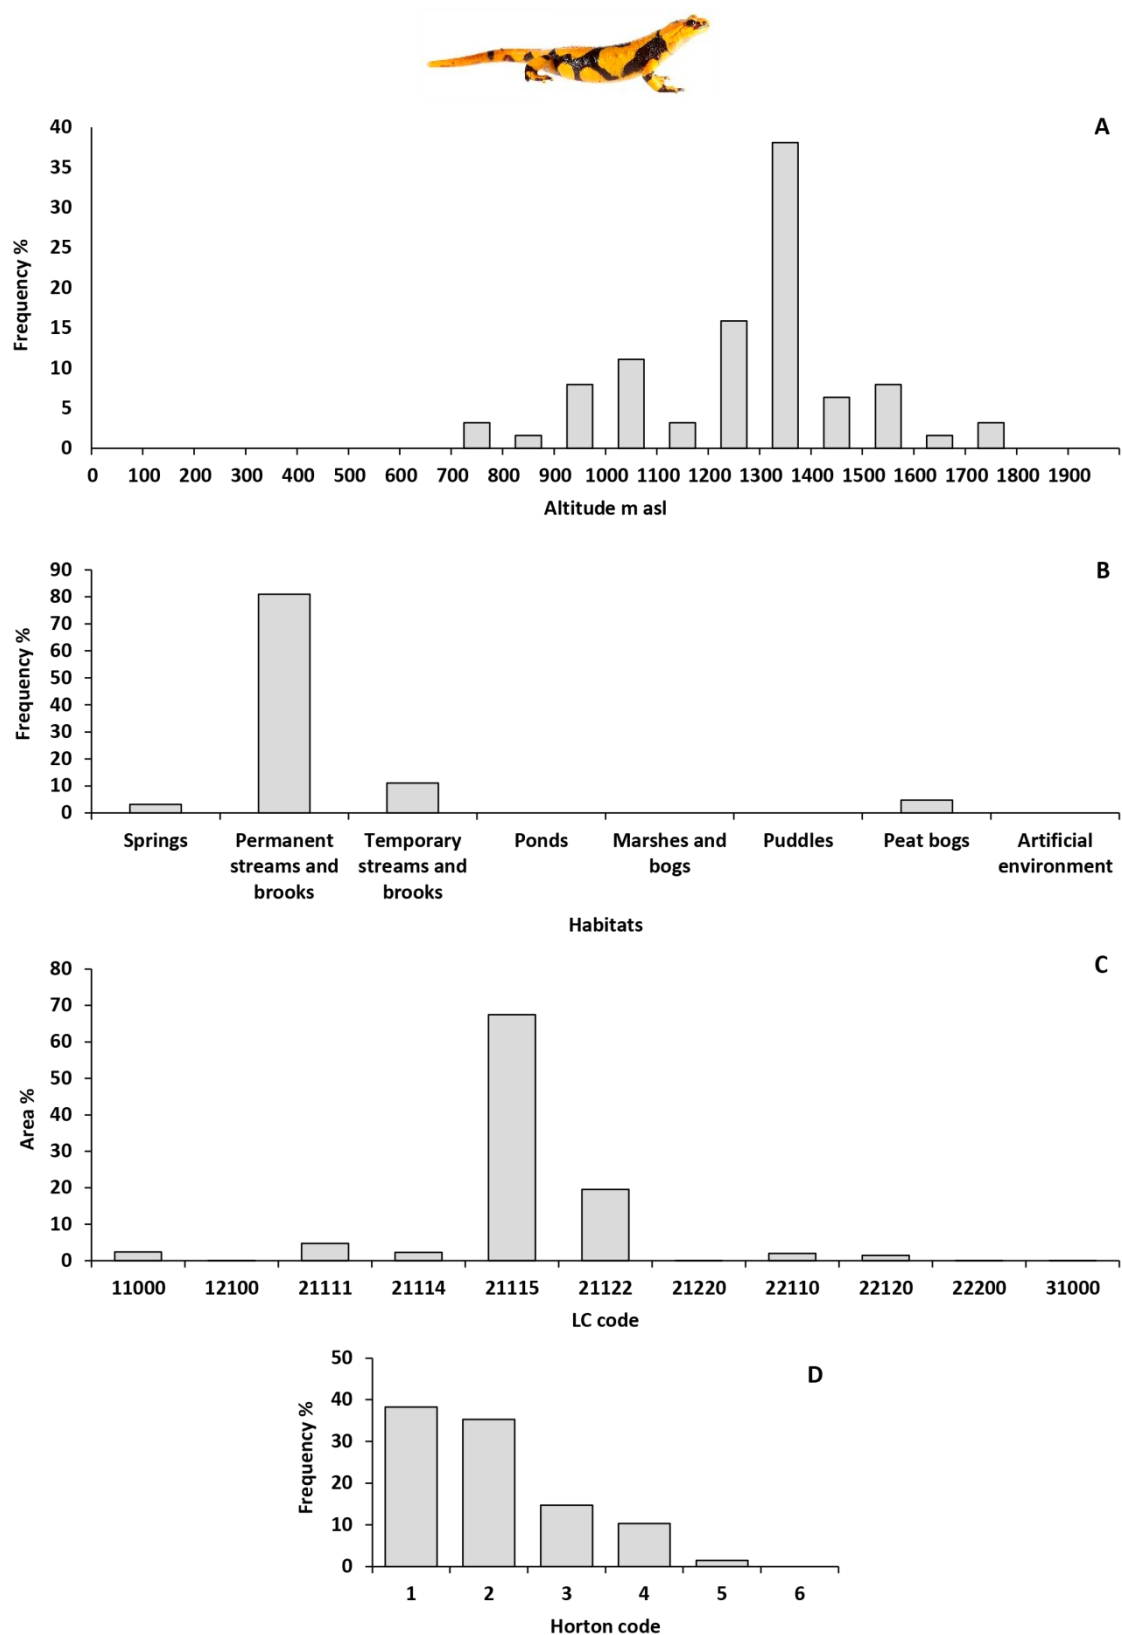 A
40
35
30
25
20
15
10
5
0
Frequency %
0 100 200 300 400 500 600 700 800 900 1000 1100 1200 1300 1400 1500 1600 1700 1800 1900
Altitude m asl
B
90
80
70
60
50
40
30
20
10
0
Frequency %
Springs Permanent Temporary Ponds Marshes and Puddles Peat bogs Artificial
streams and streams and bogs environment
brooks brooks
Habitats
C
80
70
60
50
40
30
20
10
0
Area %
11000 12100 21111 21114 21115 21122 21220 22110 22120 22200 31000
LC code
D
50
40
30
20
10
0
Frequency %
1 2 3 4 5 6
Horton code